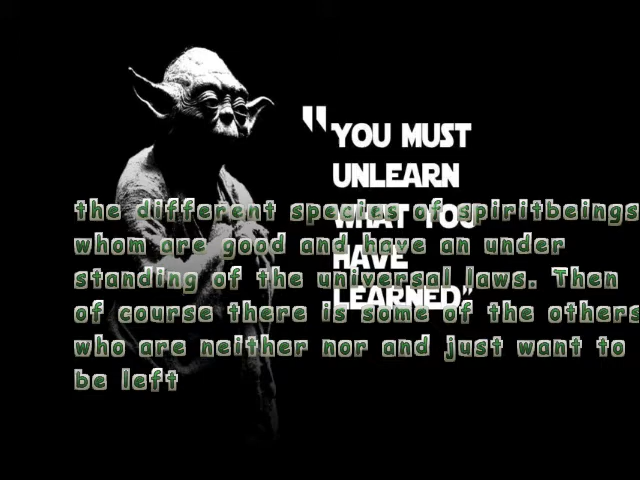 "YOU MUST
UNLEARN
WHAT YOU
HAVE
LEARNED"
the different species of spiritbeings
whom are good and have an under
standing of the universal laws. Then
of course there is some of the others
who are neither nor and just want to
be left